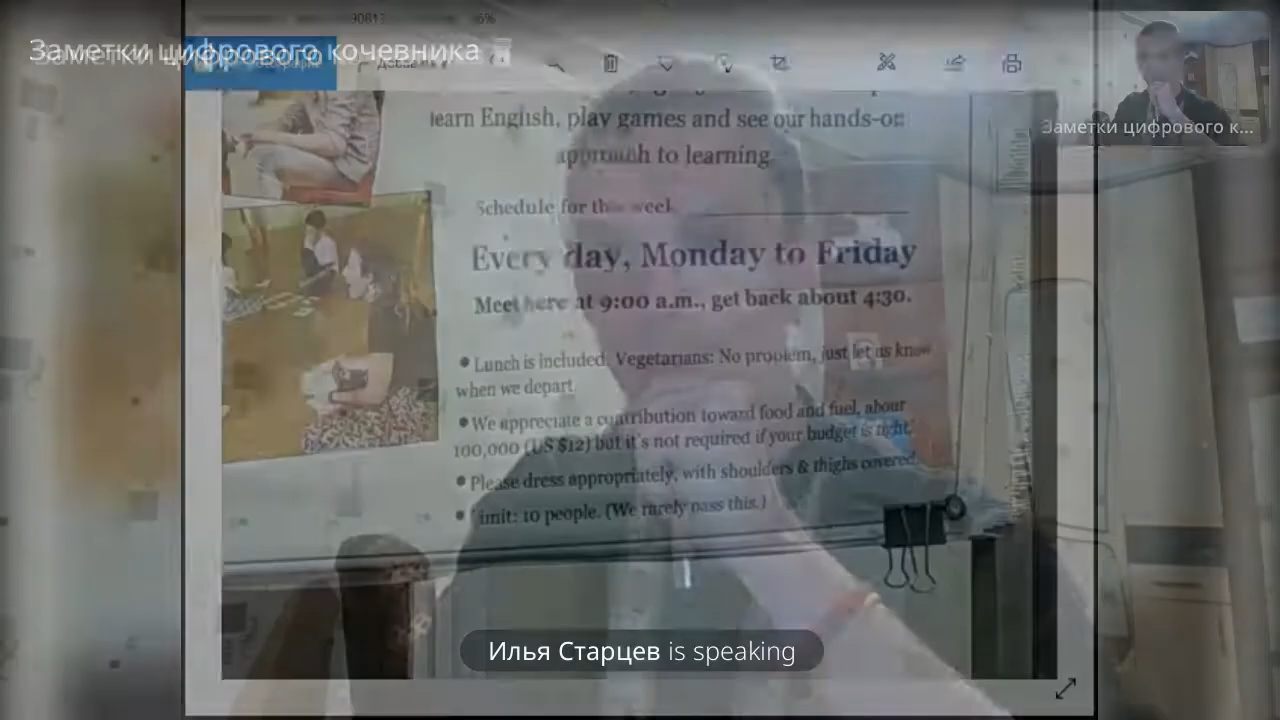 90813
6%
Заметки цифрового кочевника
Заметки цифрового к...
learn English, play games and see our hands-on
approach to learning.
Schedule for this week
Every day, Monday to Friday
Meet here at 9:00 a.m., get back about 4:30.
• Lunch is included. Vegetarians: No problem, just let us know
when we depart.
• We appreciate a contribution toward food and fuel, about
100,000 (US $12) but it's not required if your budget is tight.
• Please dress appropriately, with shoulders & thighs covered.
• imit: 10 people. (We rarely pass this.)
Илья Старцев is speaking